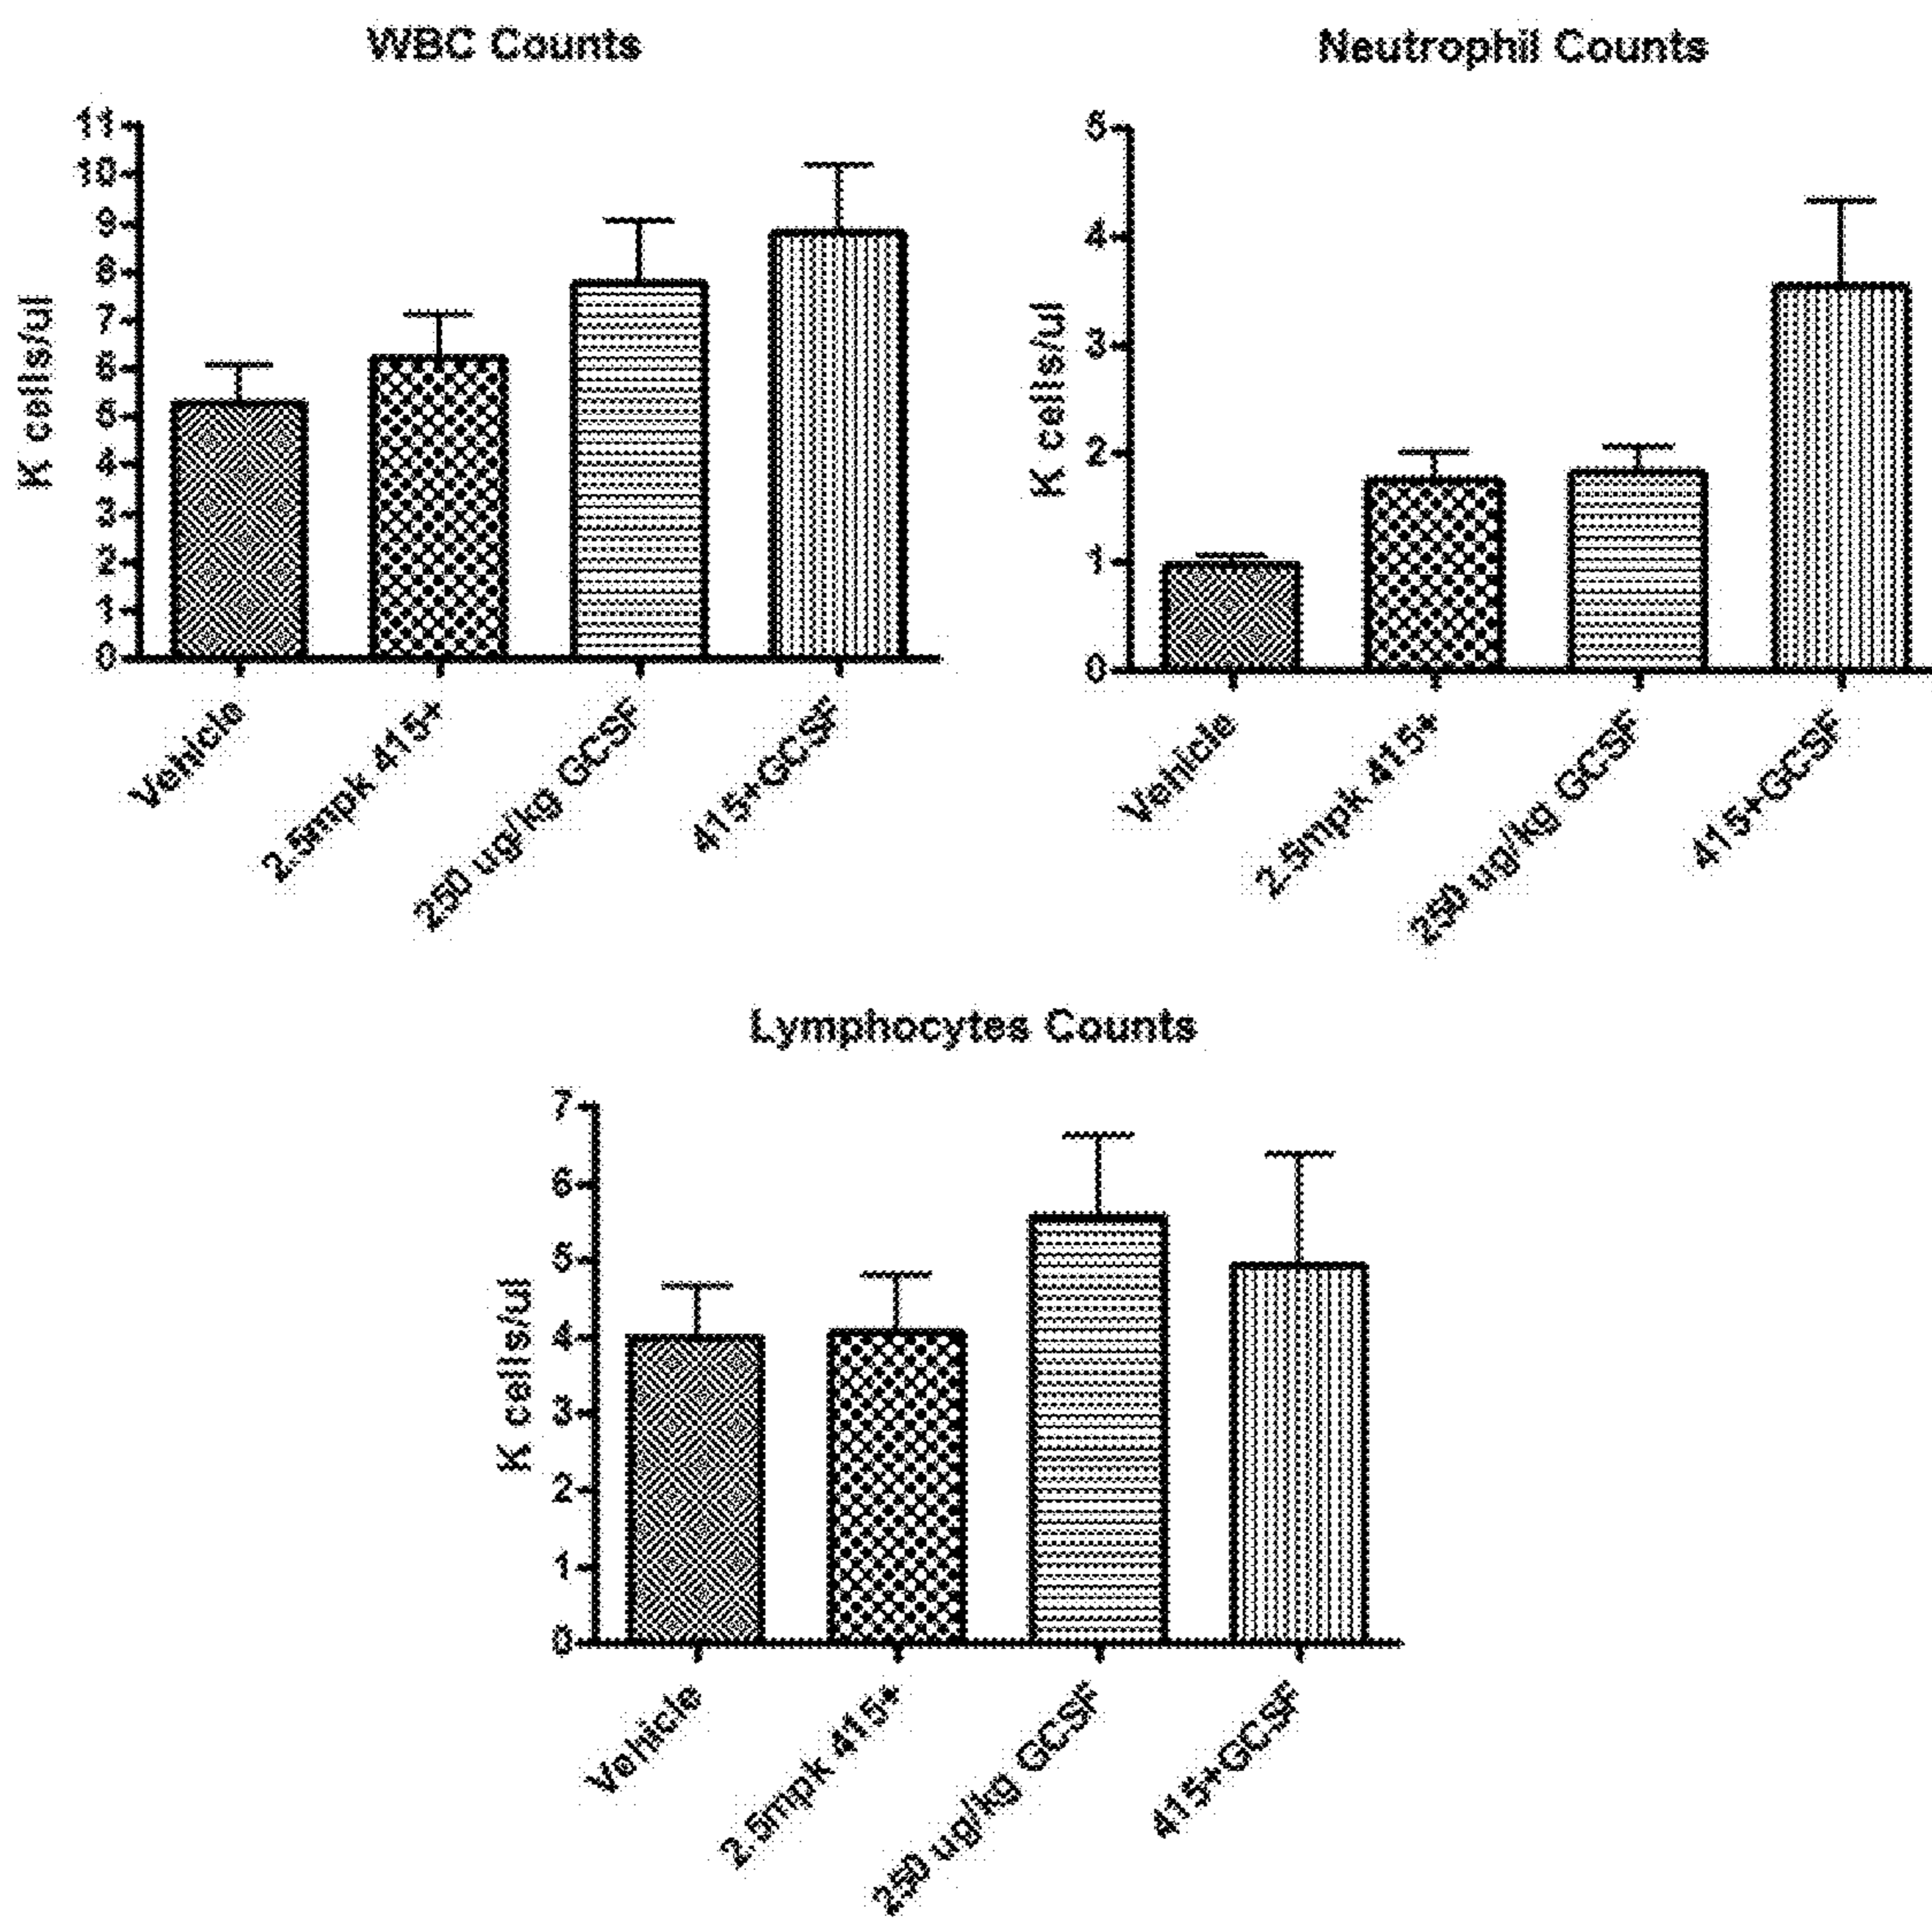 WBC Counts
K cells/ul
11
10
9
8
7
6
5
4
3
2
1
0
Vehicle
2.5mpk 415+
250 ug/kg GCSF
415+GCSF
Neutrophil Counts
K cells/ul
5
4
3
2
1
0
Vehicle
2.5mpk 415+
250 ug/kg GCSF
415+GCSF
Lymphocytes Counts
K cells/ul
7
6
5
4
3
2
1
0
Vehicle
2.5mpk 415+
250 ug/kg GCSF
415+GCSF